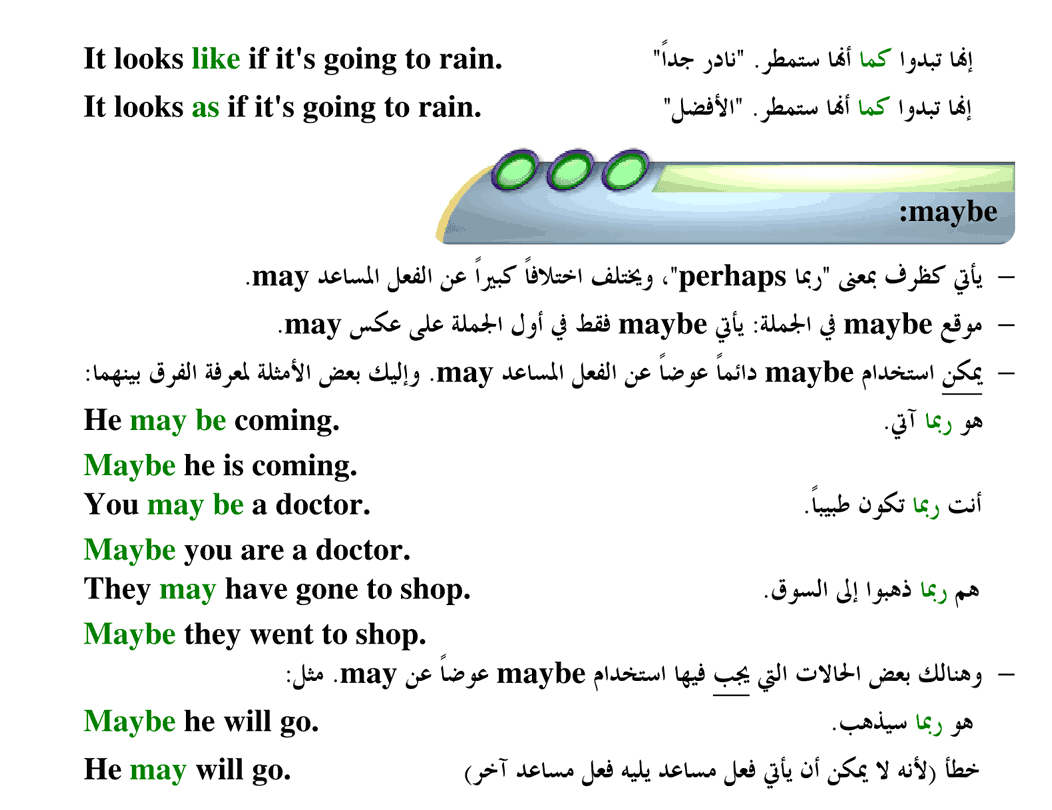 It looks like if it's going to rain. إنها تبدوا كما أنها ستمطر. "نادر جداً"
It looks as if it's going to rain. إنها تبدوا كما أنها ستمطر. "الأفضل"
maybe:
– يأتي كظرف بمعنى "ربما perhaps"، ويختلف اختلافاً كبيراً عن الفعل المساعد may.
– موقع maybe في الجملة: يأتي maybe فقط في أول الجملة على عكس may.
– يمكن استخدام maybe دائماً عوضاً عن الفعل المساعد may. وإليك بعض الأمثلة لمعرفة الفرق بينهما:
He may be coming. هو ربما آتي.
Maybe he is coming.
You may be a doctor. أنت ربما تكون طبيباً.
Maybe you are a doctor.
They may have gone to shop. هم ربما ذهبوا إلى السوق.
Maybe they went to shop.
– وهنالك بعض الحالات التي يجب فيها استخدام maybe عوضاً عن may. مثل:
Maybe he will go. هو ربما سيذهب.
He may will go. خطأ (لأنه لا يمكن أن يأتي فعل مساعد يليه فعل مساعد آخر)